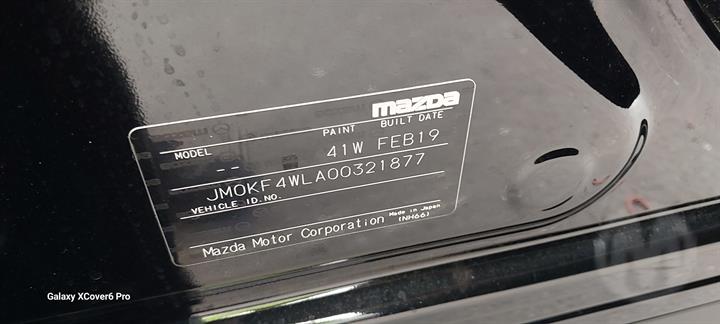 mazda
MODEL PAINT BUILT DATE
-- 41W FEB19
JM0KF4WLA00321877
VEHICLE ID.NO.
Mazda Motor Corporation Made in Japan
(NH66)
Galaxy XCover6 Pro